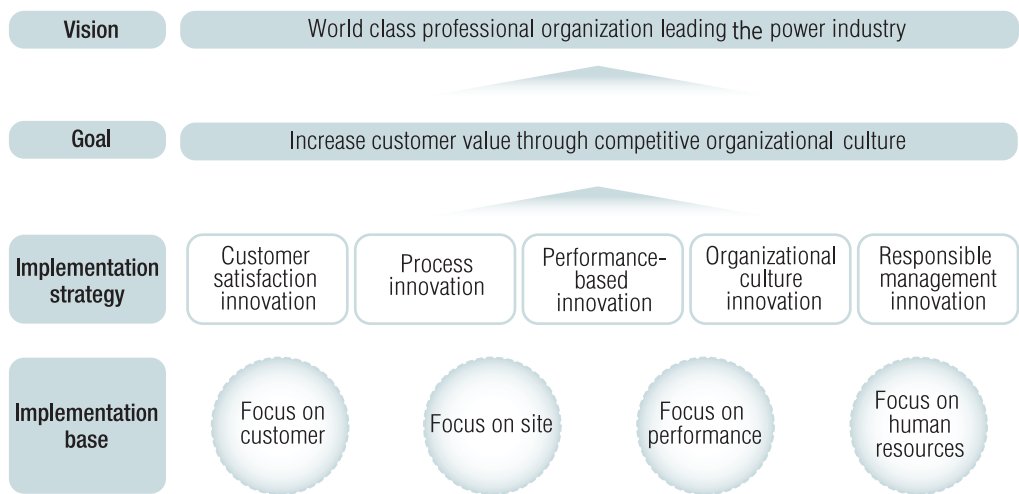 Vision
World class professional organization leading the power industry
Goal
Increase customer value through competitive organizational culture
Implementation
strategy
Customer
satisfaction
innovation
Process
innovation
Performance-
based
innovation
Organizational
culture
innovation
Responsible
management
innovation
Implementation
base
Focus on
customer
Focus on site
Focus on
performance
Focus on
human
resources